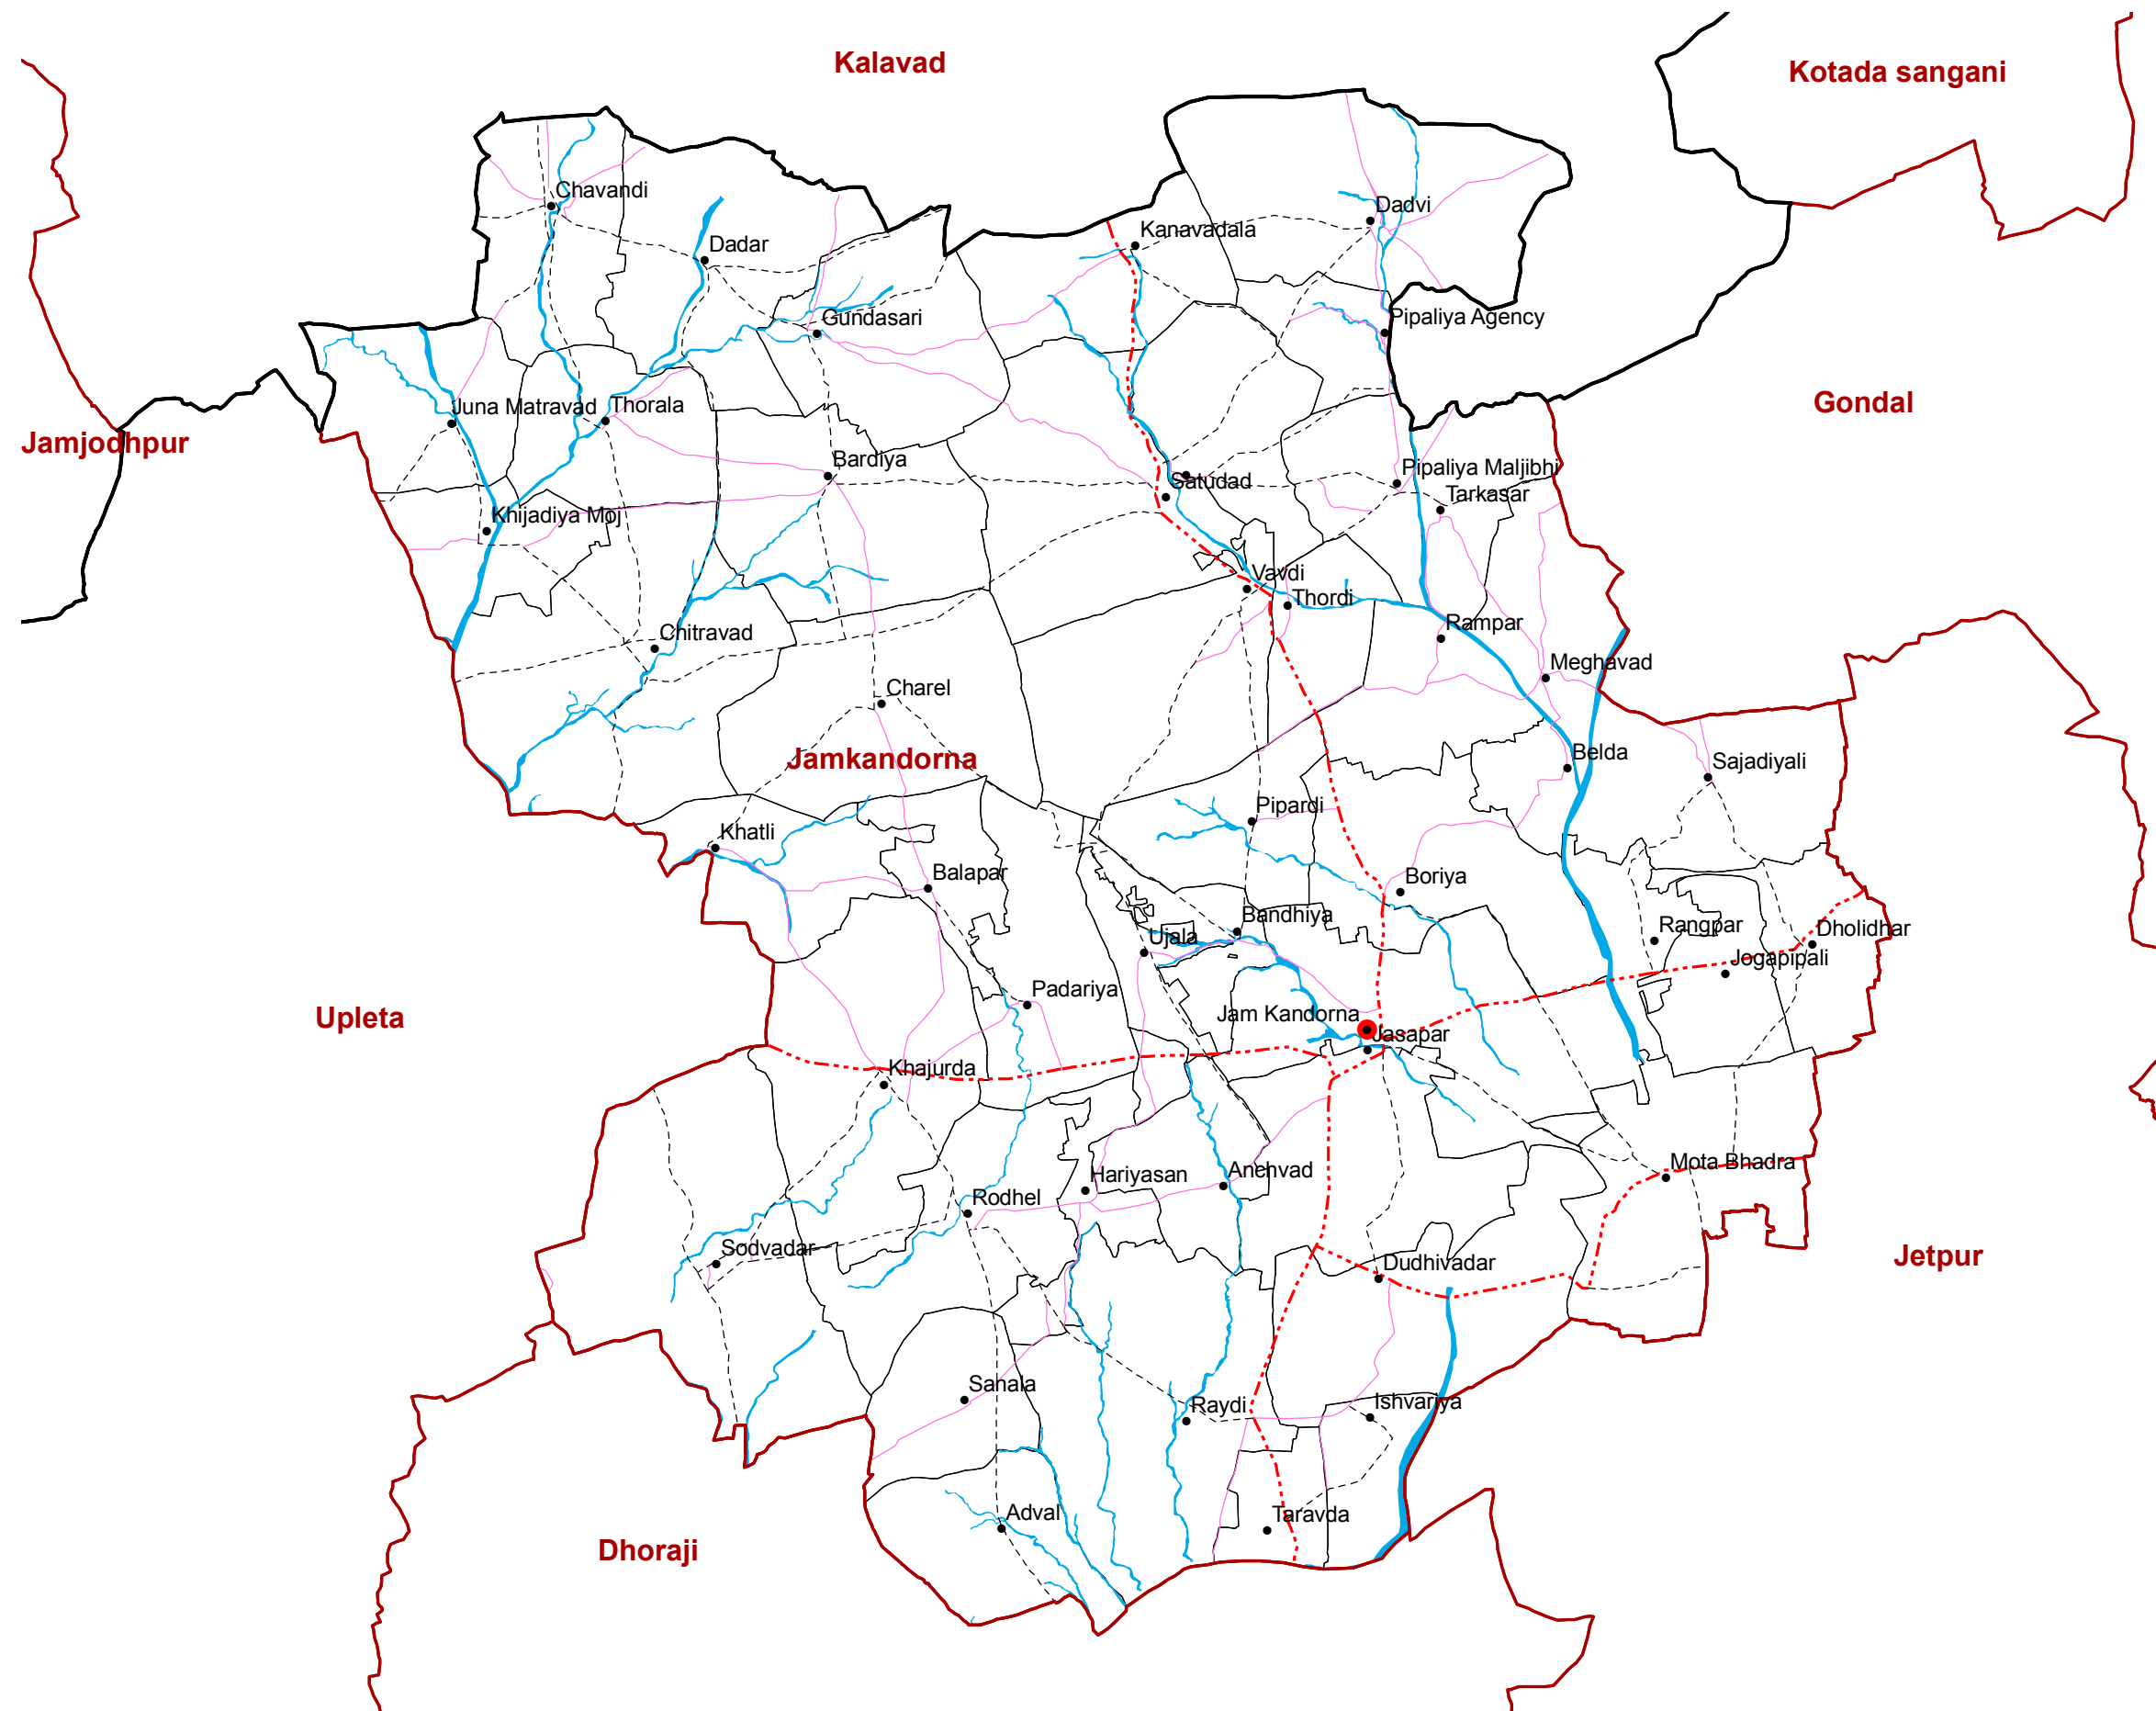 Kalavad
Kotada sangani
Chavandi
Dadvi
Kanavadala
Dadar
Gundasari
Pipaliya Agency
Gondal
Juna Matravad
Thorala
Jamjodhpur
Bardiya
Pipaliya Maljibhi
Satudad
Tarkasar
Khijadiya Moj
Vavdi
Thordi
Rampar
Chitravad
Meghavad
Charel
Jamkandorna
Belda
Sajadiyali
Pipardi
Khatli
Balapar
Boriya
Bandhiya
Rangpar
Dholidhar
Ujala
Jogapipali
Padariya
Upleta
Jam Kandorna
Jasapar
Khajurda
Mota Bhadra
Hariyasan
Anchvad
Rodhel
Sodvadar
Dudhivadar
Jetpur
Sanala
Raydi
Ishvariya
Adval
Taravda
Dhoraji